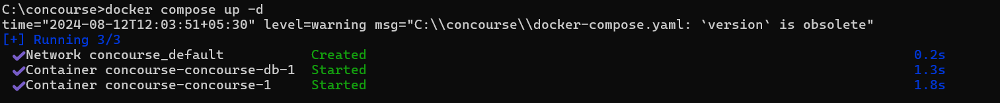 C:\concourse>docker compose up -d
time="2024-08-12T12:03:51+05:30" level=warning msg="C:\\concourse\\docker-compose.yaml: `version` is obsolete"
[+] Running 3/3
✔Network concourse_default Created 0.2s
✔Container concourse-concourse-db-1 Started 1.3s
✔Container concourse-concourse-1 Started 1.8s